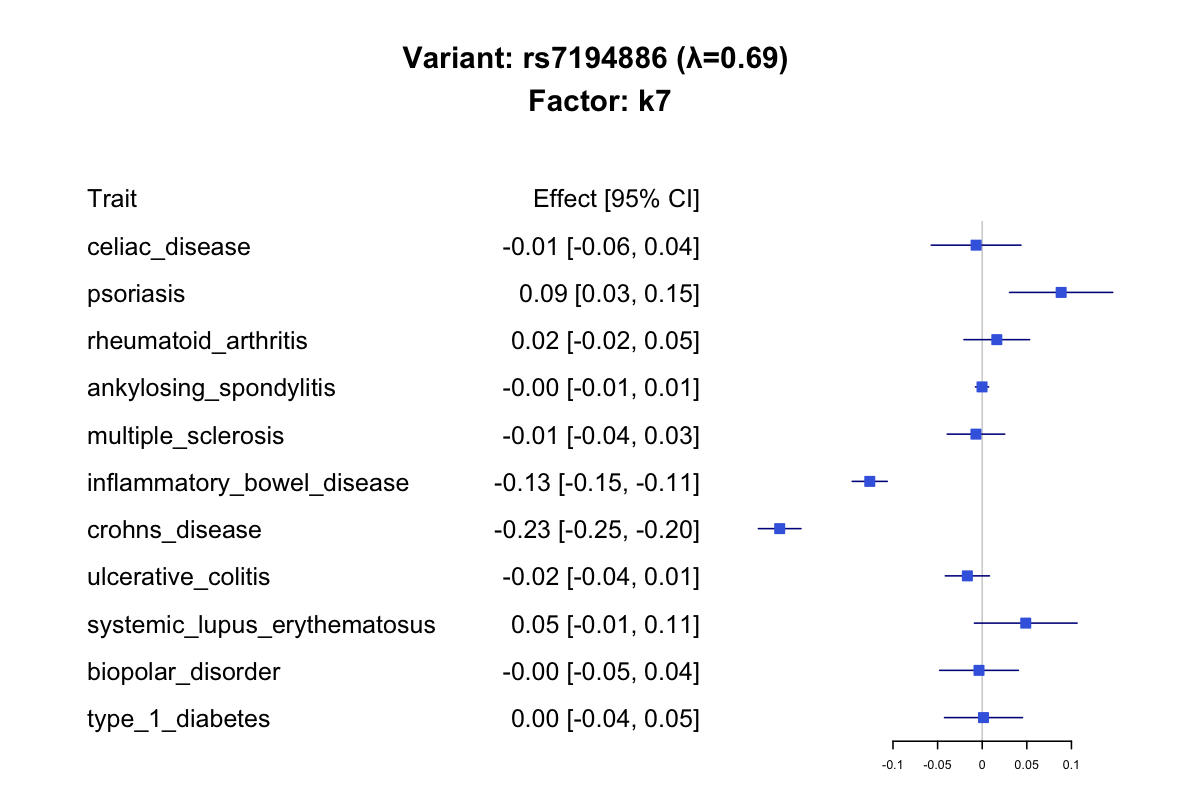 Variant: rs7194886 (λ=0.69)
Factor: k7
Trait Effect [95% CI]
celiac_disease -0.01 [-0.06, 0.04]
psoriasis 0.09 [0.03, 0.15]
rheumatoid_arthritis 0.02 [-0.02, 0.05]
ankylosing_spondylitis -0.00 [-0.01, 0.01]
multiple_sclerosis -0.01 [-0.04, 0.03]
inflammatory_bowel_disease -0.13 [-0.15, -0.11]
crohns_disease -0.23 [-0.25, -0.20]
ulcerative_colitis -0.02 [-0.04, 0.01]
systemic_lupus_erythematosus 0.05 [-0.01, 0.11]
biopolar_disorder -0.00 [-0.05, 0.04]
type_1_diabetes 0.00 [-0.04, 0.05]
-0.1 -0.05 0 0.05 0.1